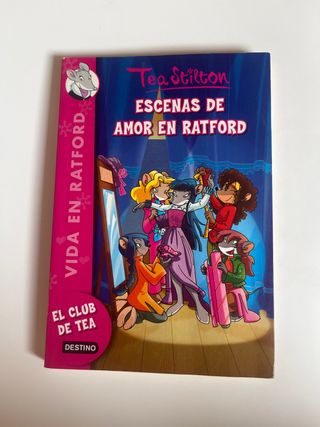 Tea Stilton
ESCENAS DE
AMOR EN RATFORD
VIDA EN RATFORD
EL CLUB
DE TEA
DESTINO